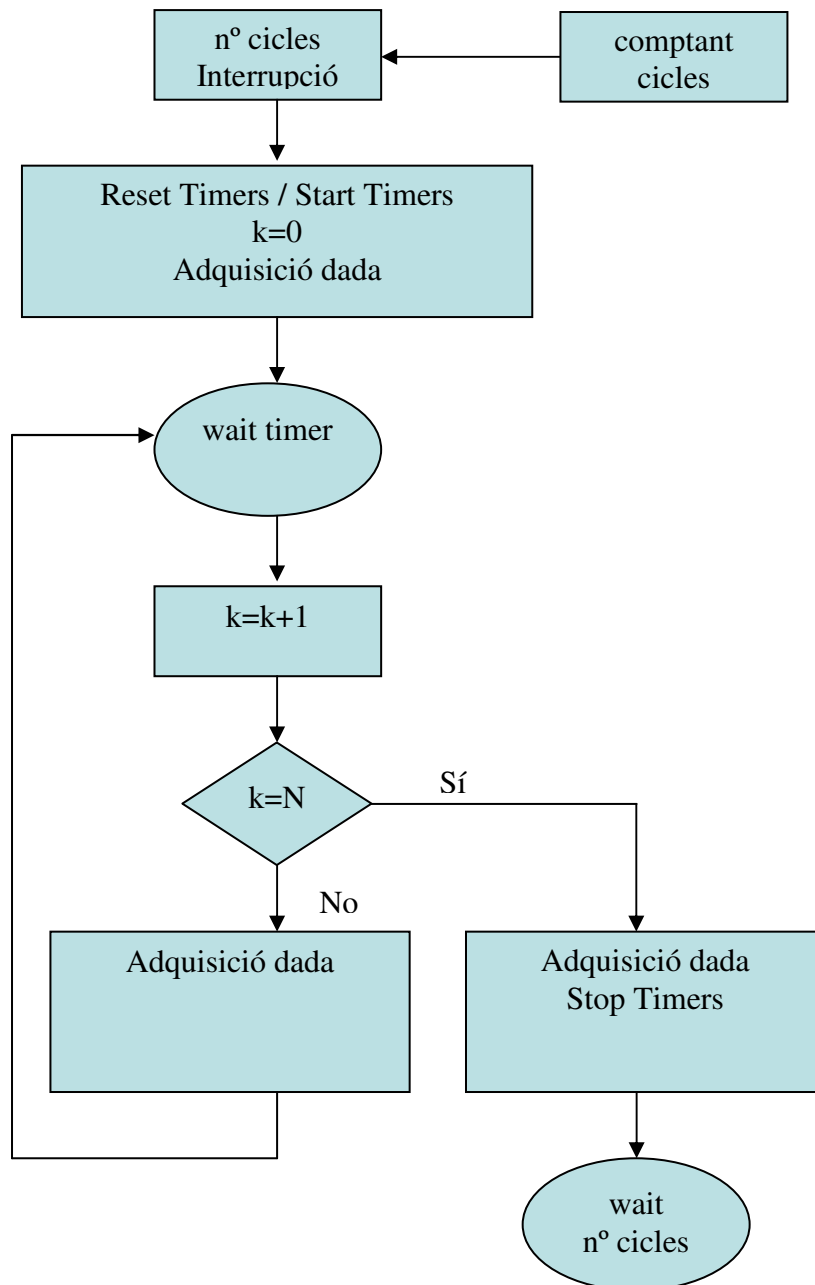 nº cicles
Interrupció
comptant
cicles
Reset Timers / Start Timers
k=0
Adquisició dada
wait timer
k=k+1
k=N
Sí
No
Adquisició dada
Adquisició dada
Stop Timers
wait
nº cicles